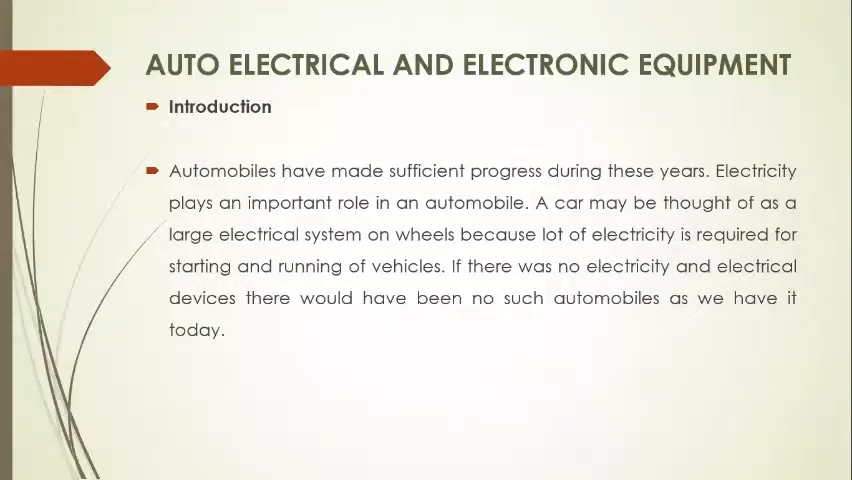 AUTO ELECTRICAL AND ELECTRONIC EQUIPMENT
Introduction
Automobiles have made sufficient progress during these years. Electricity
plays an important role in an automobile. A car may be thought of as a
large electrical system on wheels because lot of electricity is required for
starting and running of vehicles. If there was no electricity and electrical
devices there would have been no such automobiles as we have it
today.